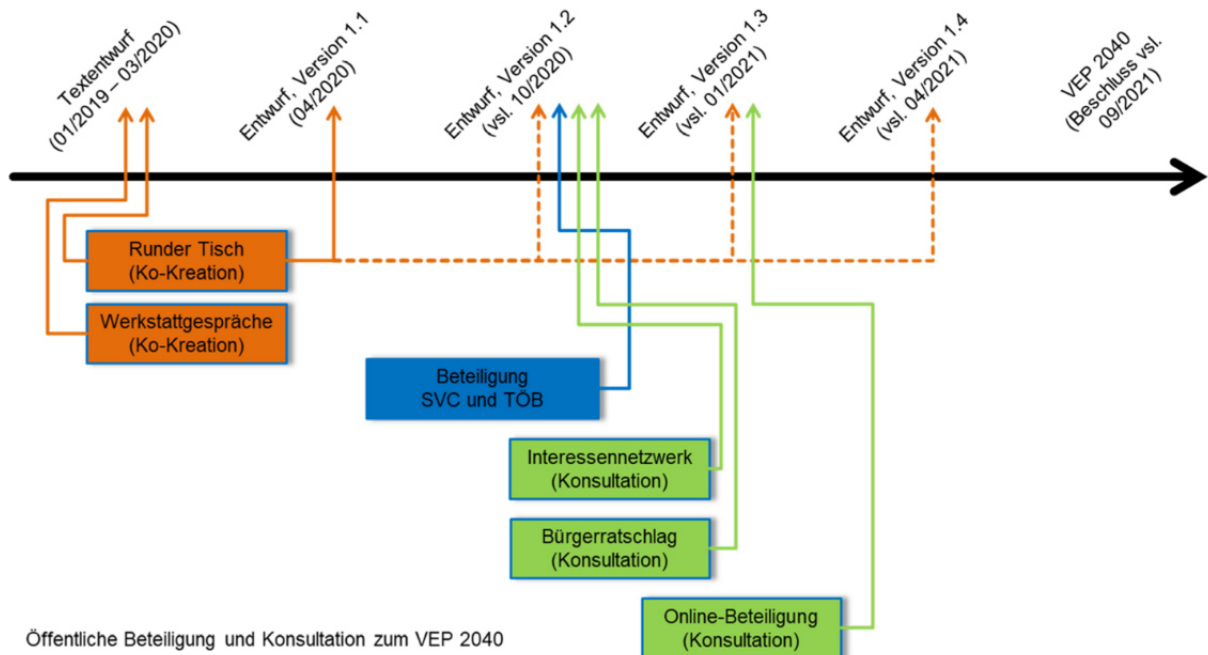 Textentwurf
(01/2019 – 03/2020)
Entwurf, Version 1.1
(04/2020)
Entwurf, Version 1.2
(vsl. 10/2020)
Entwurf, Version 1.3
(vsl. 01/2021)
Entwurf, Version 1.4
(vsl. 04/2021)
VEP 2040
(Beschluss vsl.
09/2021)
Runder Tisch
(Ko-Kreation)
Werkstattgespräche
(Ko-Kreation)
Beteiligung
SVC und TÖB
Interessennetzwerk
(Konsultation)
Bürgerratschlag
(Konsultation)
Online-Beteiligung
(Konsultation)
Öffentliche Beteiligung und Konsultation zum VEP 2040